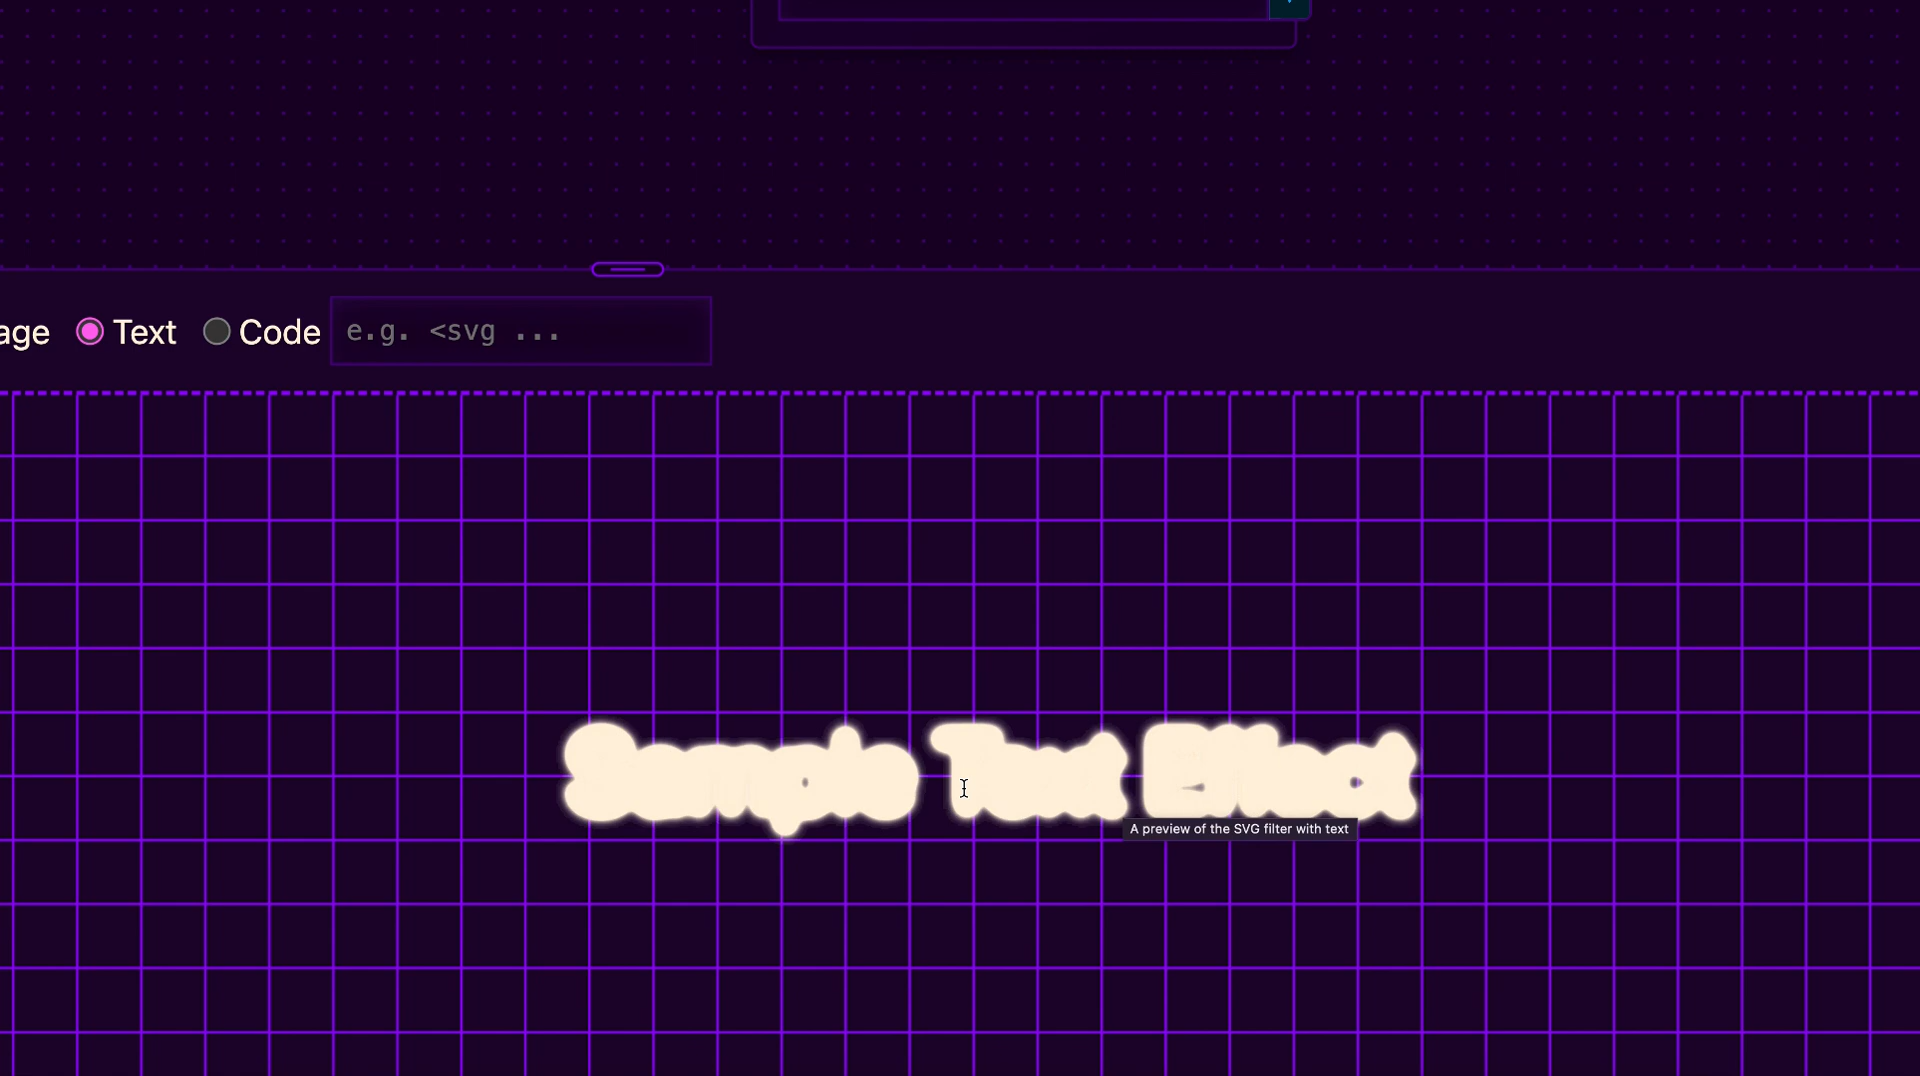 age Text Code e.g. <svg ...
Sample Text Effect
A preview of the SVG filter with text